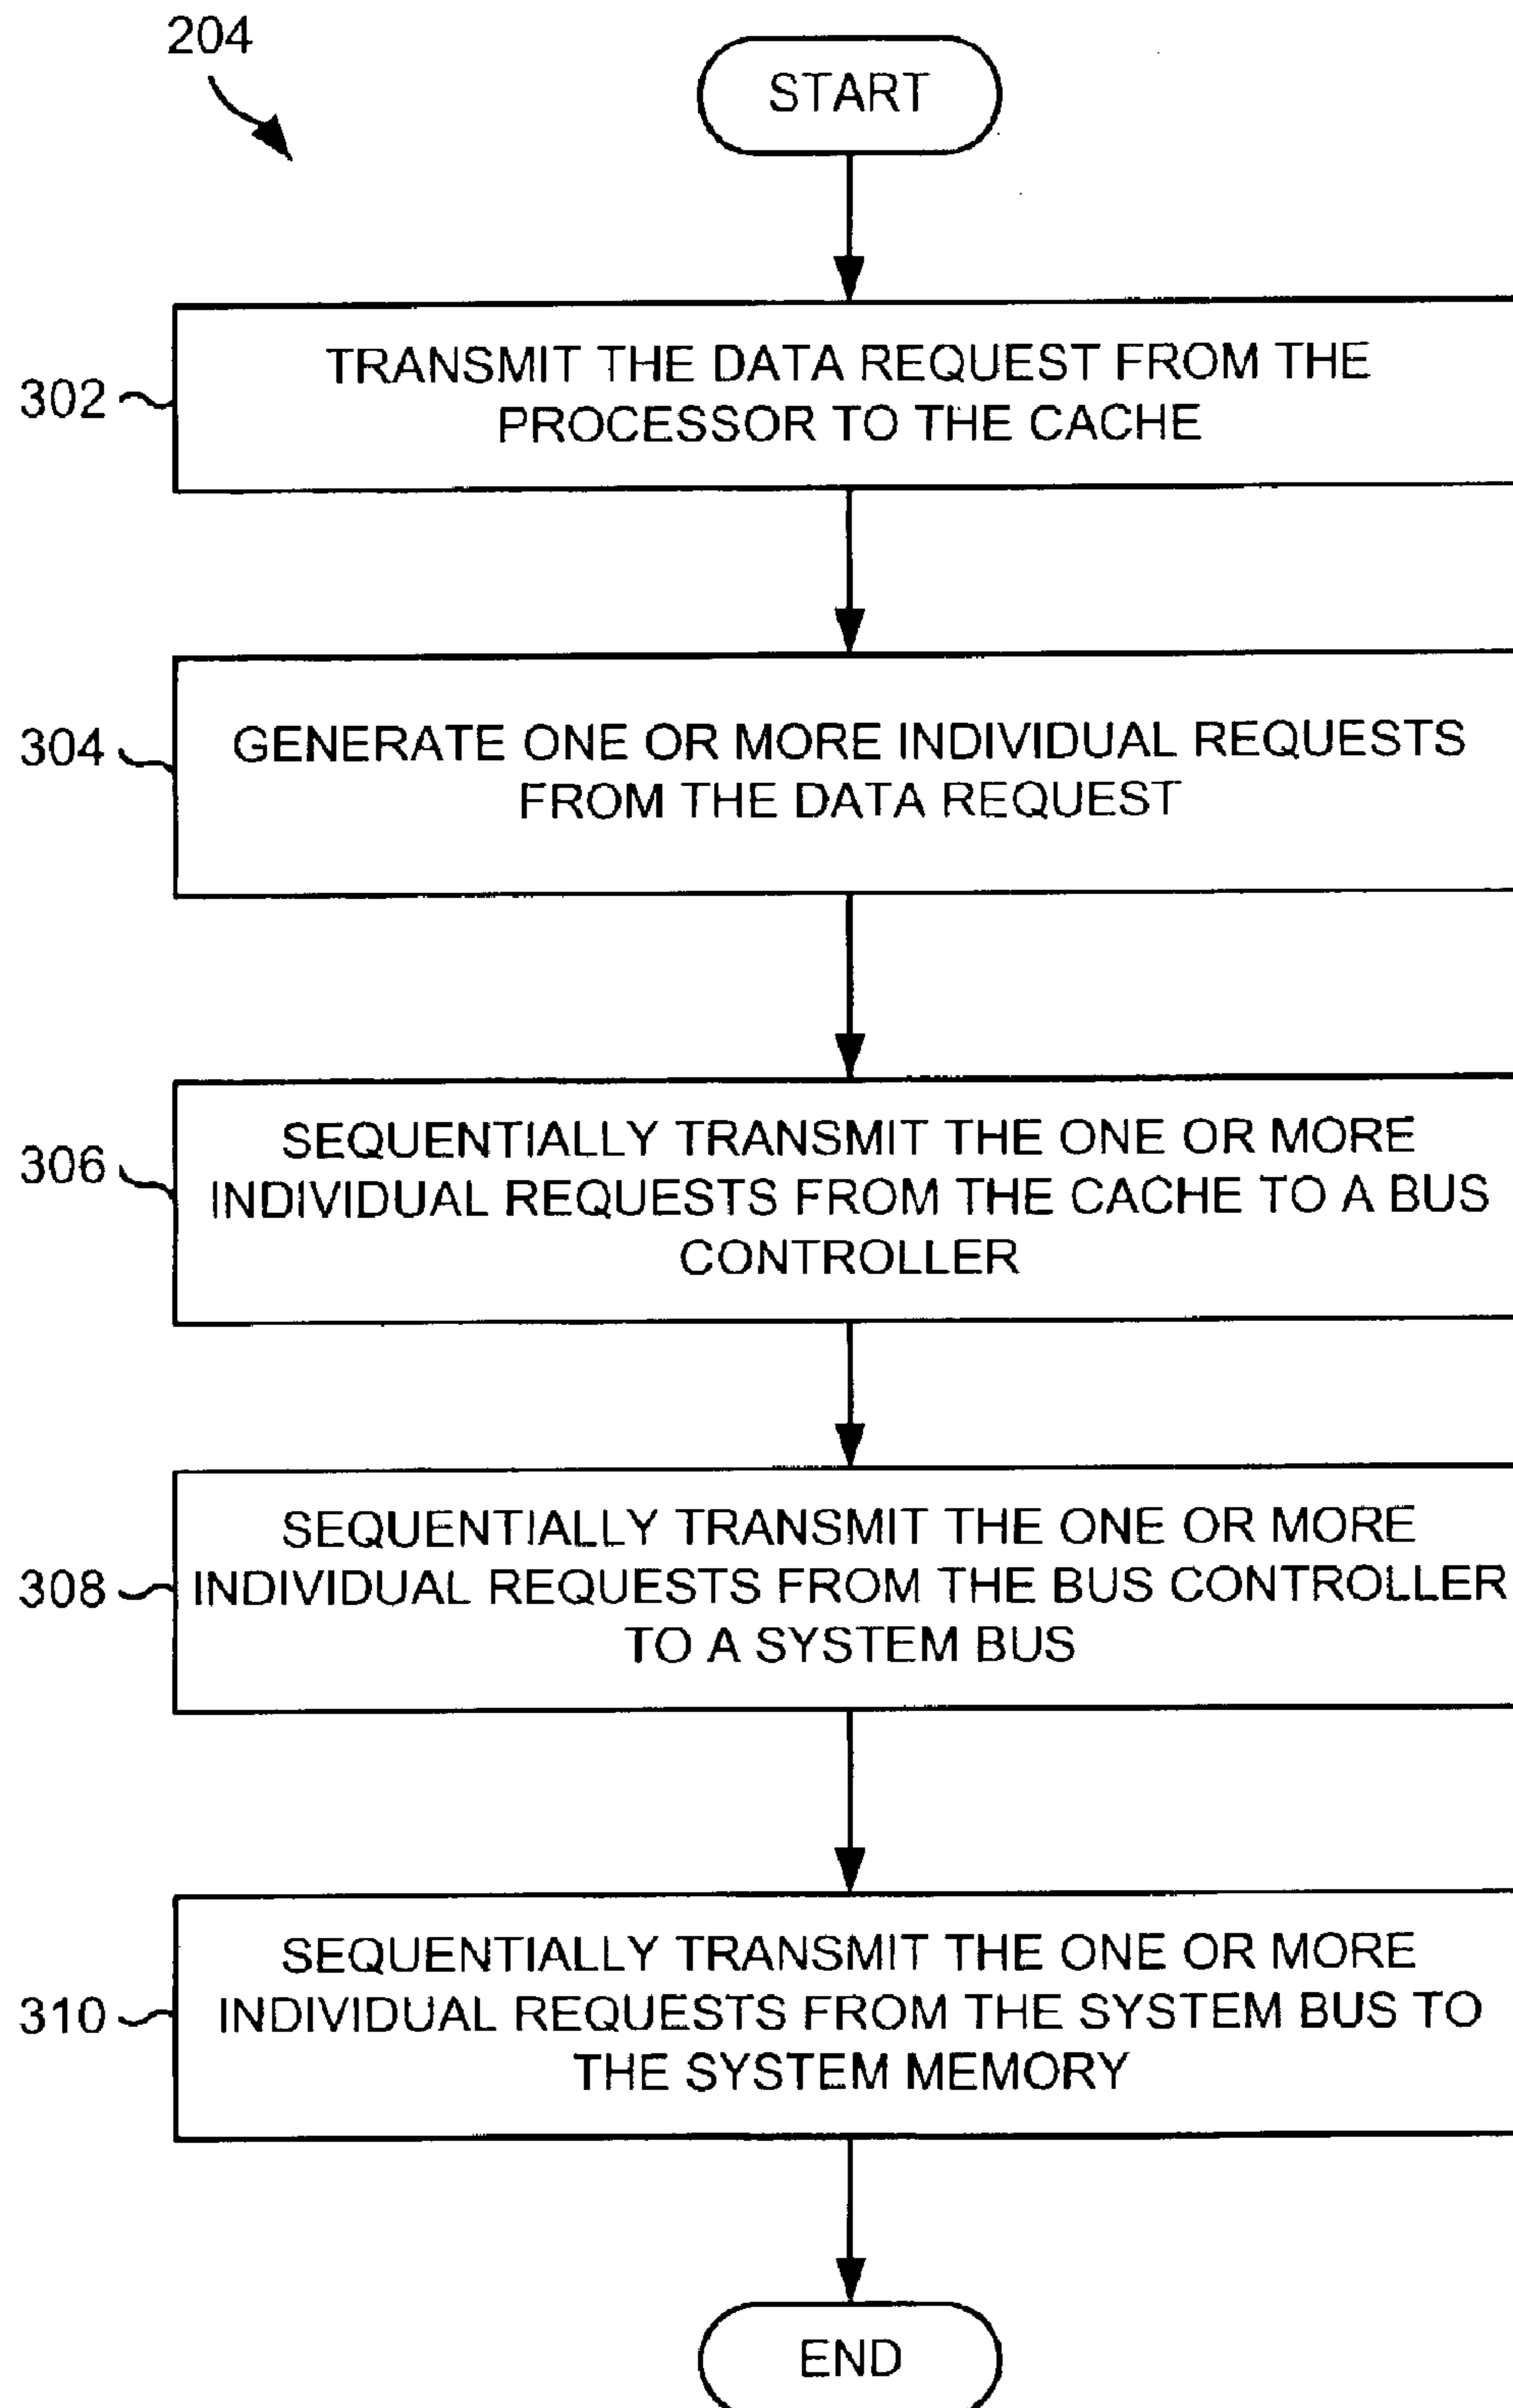 204
START
302
TRANSMIT THE DATA REQUEST FROM THE
PROCESSOR TO THE CACHE
304
GENERATE ONE OR MORE INDIVIDUAL REQUESTS
FROM THE DATA REQUEST
306
SEQUENTIALLY TRANSMIT THE ONE OR MORE
INDIVIDUAL REQUESTS FROM THE CACHE TO A BUS
CONTROLLER
308
SEQUENTIALLY TRANSMIT THE ONE OR MORE
INDIVIDUAL REQUESTS FROM THE BUS CONTROLLER
TO A SYSTEM BUS
310
SEQUENTIALLY TRANSMIT THE ONE OR MORE
INDIVIDUAL REQUESTS FROM THE SYSTEM BUS TO
THE SYSTEM MEMORY
END